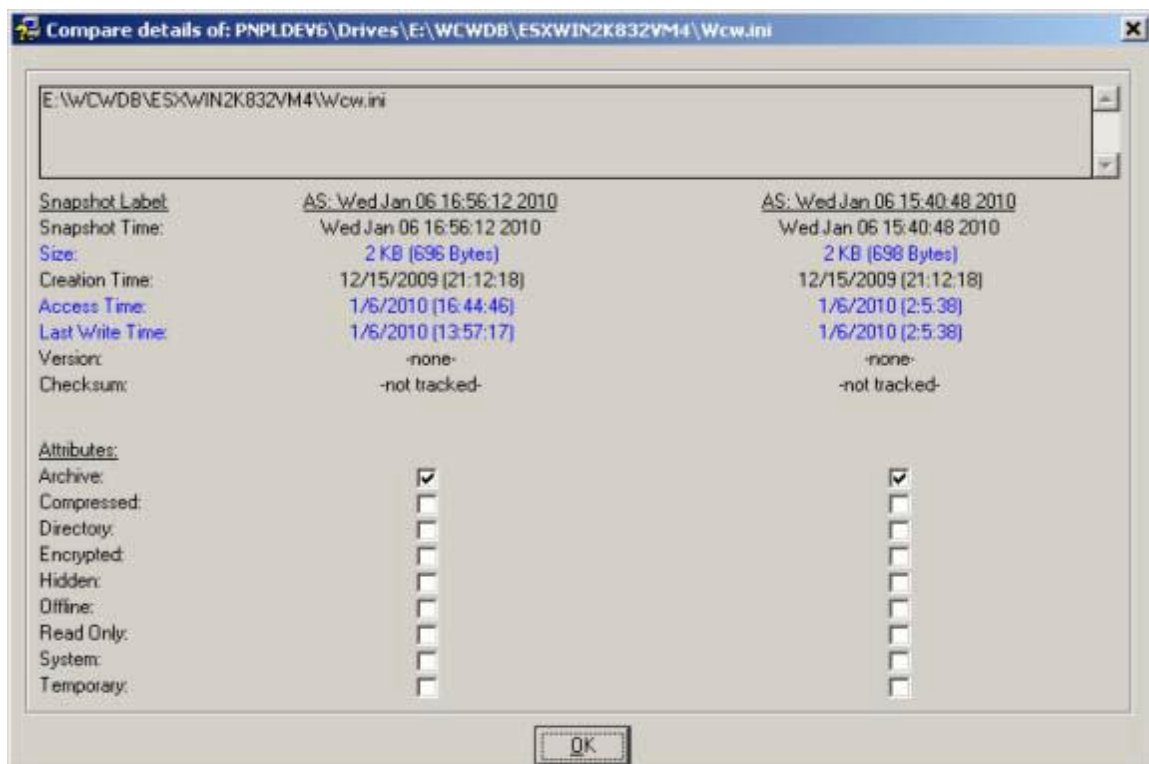 Compare details of: PNPLDEV6\Drives\E:\WCWDB\ESXWIN2K832VM4\Wcw.ini
E:\WCWDB\ESXWIN2K832VM4\Wcw.ini
Snapshot Label: AS: Wed Jan 06 16:56:12 2010 AS: Wed Jan 06 15:40:48 2010
Snapshot Time: Wed Jan 06 16:56:12 2010 Wed Jan 06 15:40:48 2010
Size: 2 KB (696 Bytes) 2 KB (698 Bytes)
Creation Time: 12/15/2009 (21:12:18) 12/15/2009 (21:12:18)
Access Time: 1/6/2010 (16:44:46) 1/6/2010 (2:5:38)
Last Write Time: 1/6/2010 (13:57:17) 1/6/2010 (2:5:38)
Version: -none- -none-
Checksum: -not tracked- -not tracked-
Attributes:
Archive:
Compressed:
Directory:
Encrypted:
Hidden:
Offline:
Read Only:
System:
Temporary:
OK